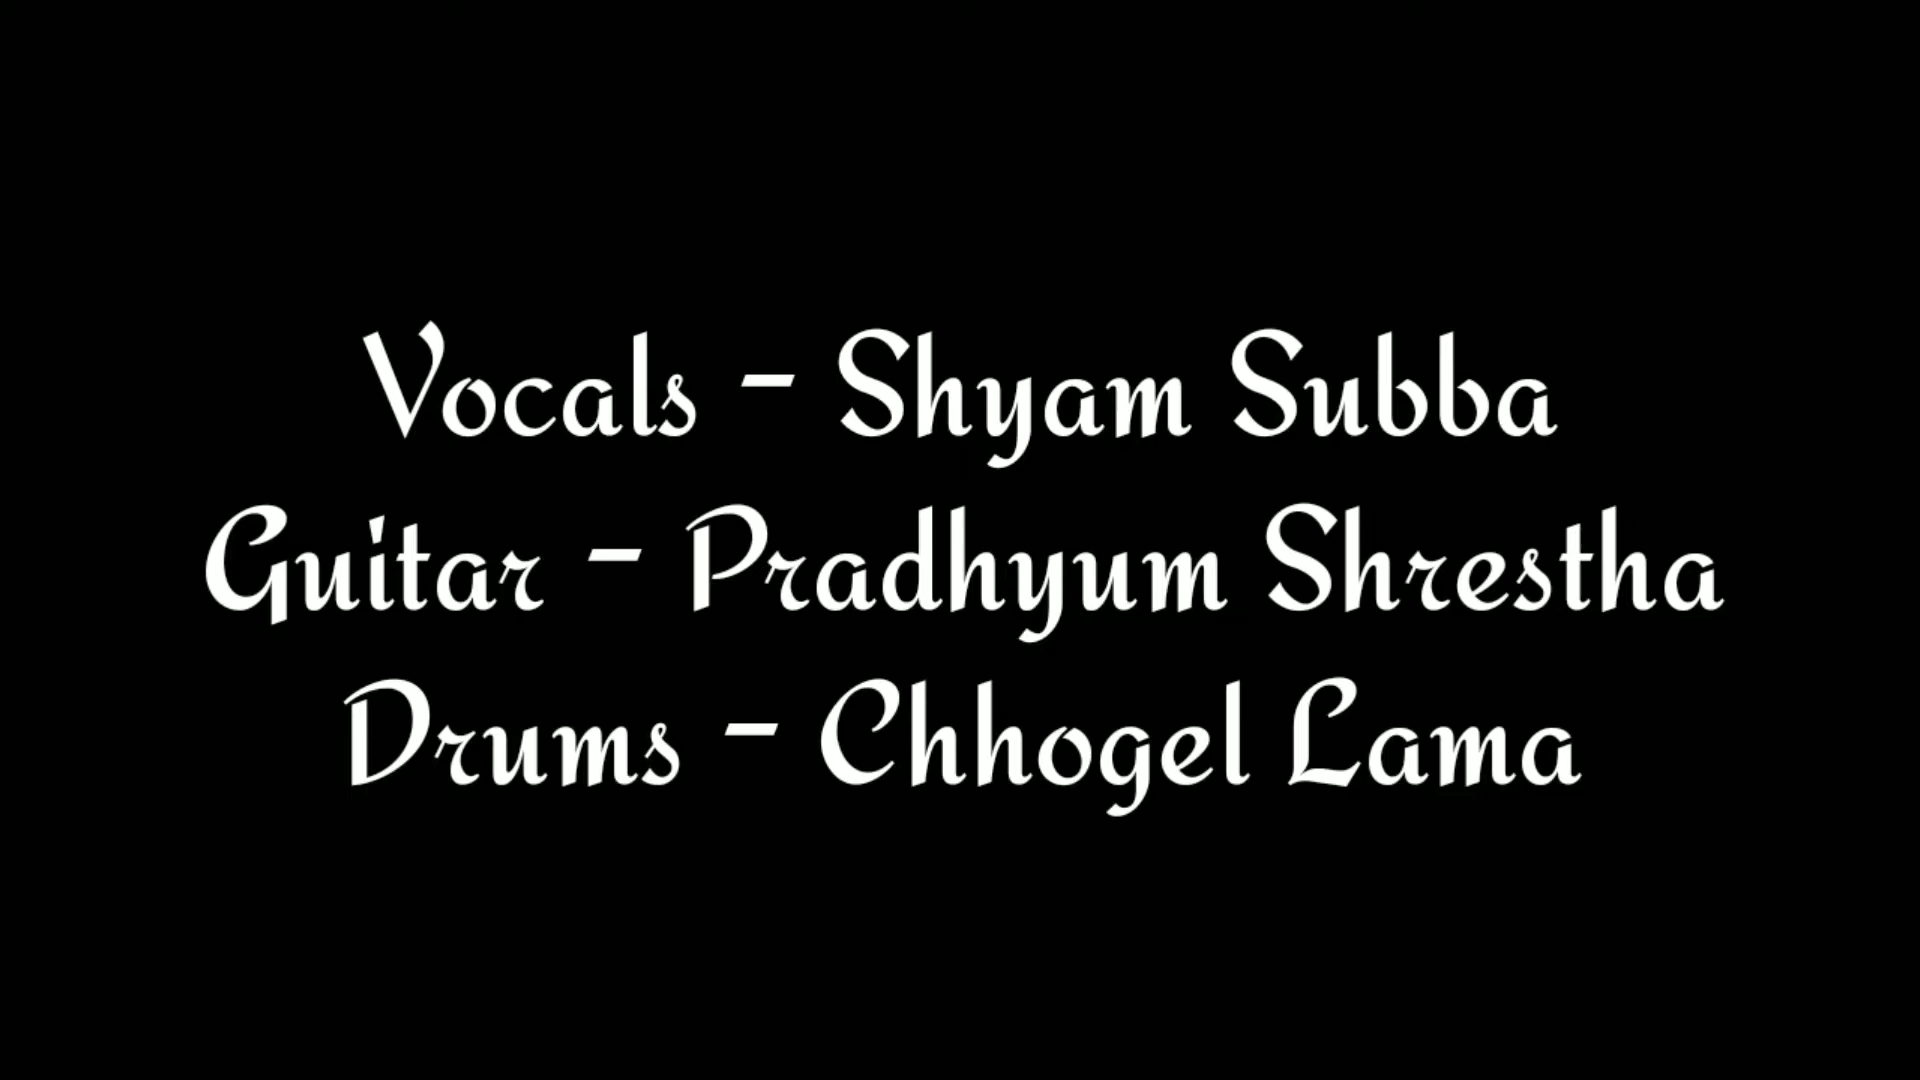 Vocals - Shyam Subba
Guitar - Pradhyum Shrestha
Drums - Chhogel Lama